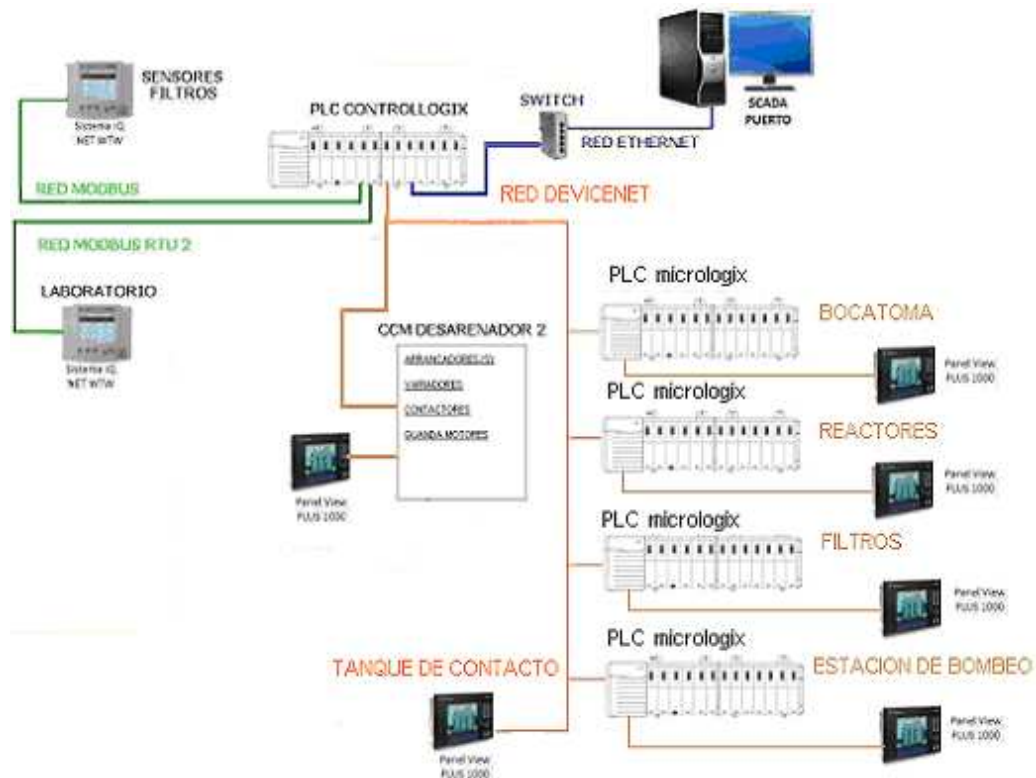 SENSORES
FILTROS
Sistema IQ
NET WTW
PLC CONTROLLOGIX
SWITCH
SCADA
PUERTO
RED ETHERNET
RED MODBUS
RED DEVICENET
RED MODBUS RTU 2
LABORATORIO
Sistema IQ
NET WTW
CCM DESARENADOR 2
ARRANCADORES
VARIADORES
CONTACTORES
GUARDA MOTORES
Panel View
PLUS 1000
PLC micrologix
BOCATOMA
Panel View
PLUS 1000
PLC micrologix
REACTORES
Panel View
PLUS 1000
PLC micrologix
FILTROS
Panel View
PLUS 1000
PLC micrologix
ESTACION DE BOMBEO
Panel View
PLUS 1000
TANQUE DE CONTACTO
Panel View
PLUS 1000